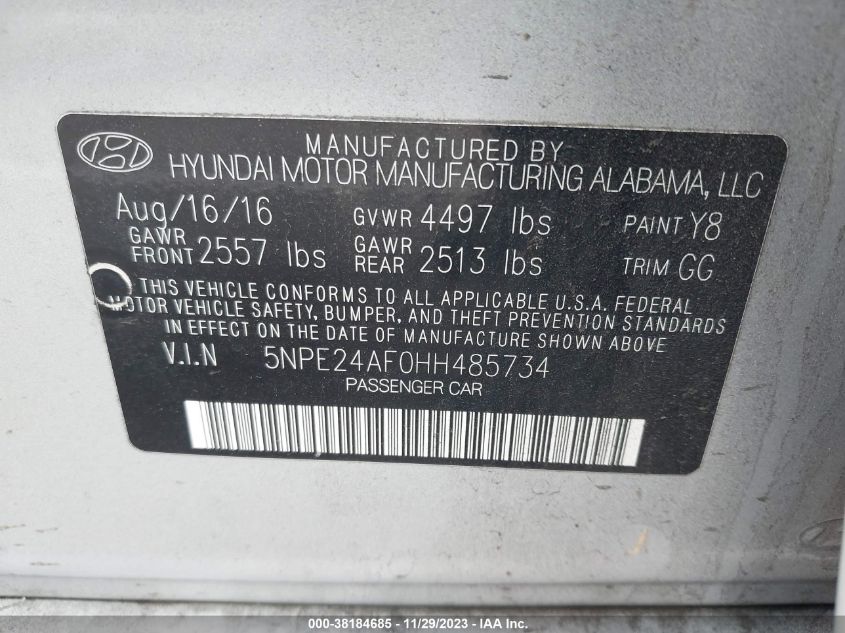 MANUFACTURED BY
HYUNDAI MOTOR MANUFACTURING ALABAMA, LLC
Aug/16/16 GVWR 4497 lbs PAINT Y8
GAWR FRONT 2557 lbs GAWR REAR 2513 lbs TRIM GG
THIS VEHICLE CONFORMS TO ALL APPLICABLE U.S.A. FEDERAL
MOTOR VEHICLE SAFETY, BUMPER, AND THEFT PREVENTION STANDARDS
IN EFFECT ON THE DATE OF MANUFACTURE SHOWN ABOVE
V.I.N 5NPE24AF0HH485734
PASSENGER CAR
000-38184685 - 11/29/2023 - IAA Inc.